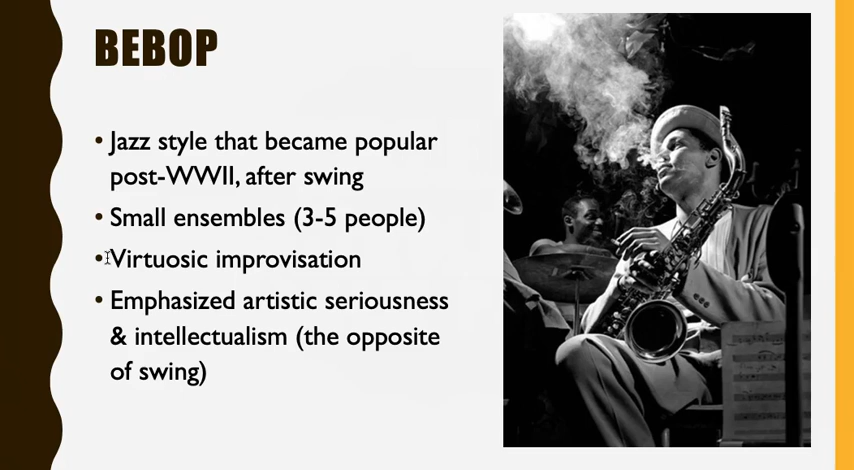 BEBOP
• Jazz style that became popular
post-WWII, after swing
• Small ensembles (3-5 people)
• Virtuosic improvisation
• Emphasized artistic seriousness
& intellectualism (the opposite
of swing)